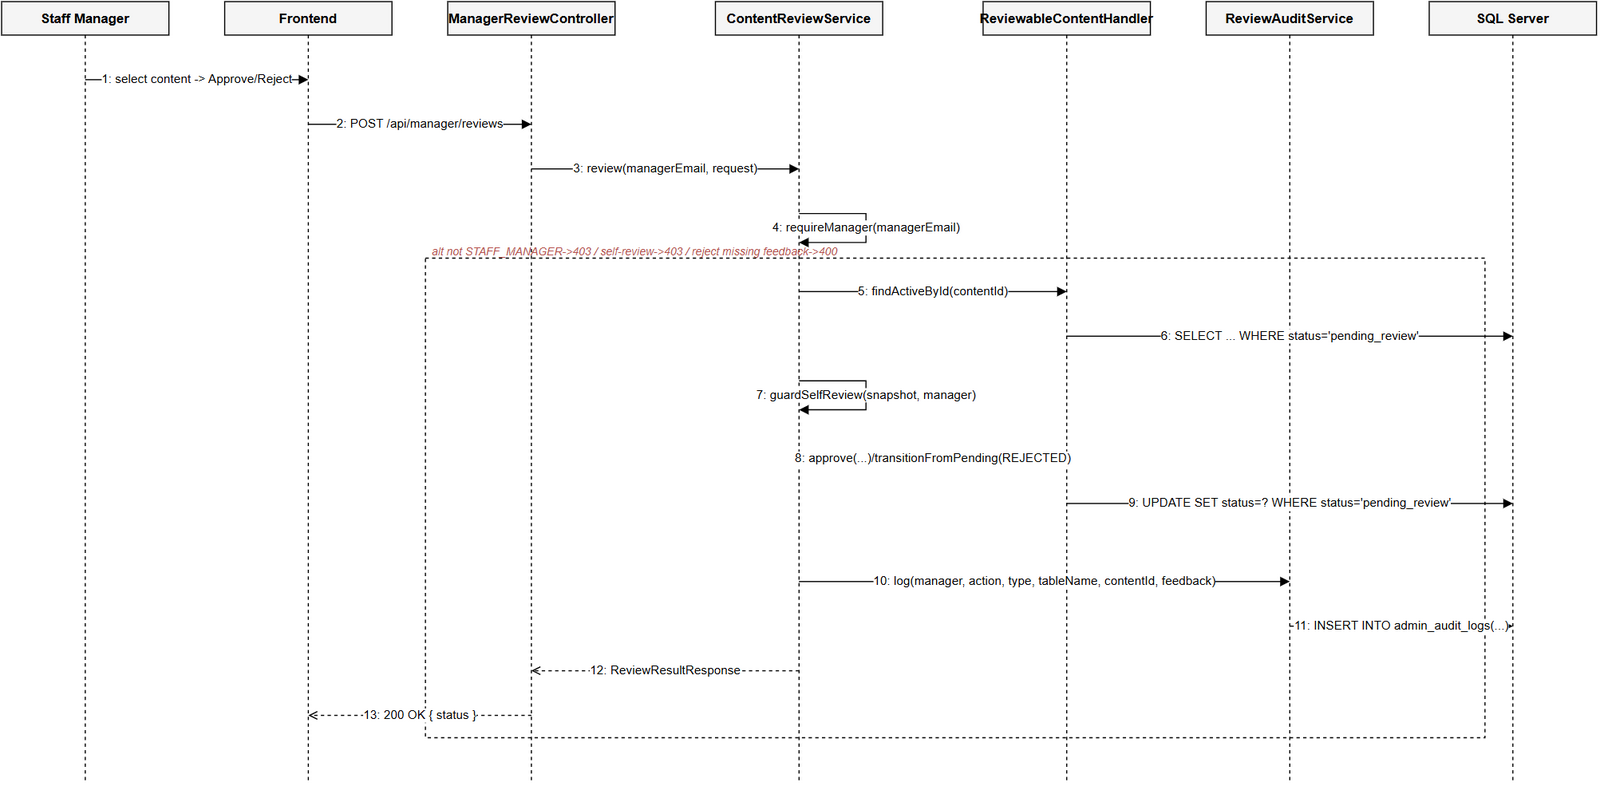 Staff Manager
Frontend
ManagerReviewController
ContentReviewService
ReviewableContentHandler
ReviewAuditService
SQL Server
1: select content -> Approve/Reject
2: POST /api/manager/reviews
3: review(managerEmail, request)
4: requireManager(managerEmail)
alt not STAFF_MANAGER->403 / self-review->403 / reject missing feedback->400
5: findActiveById(contentId)
6: SELECT ... WHERE status='pending_review'
7: guardSelfReview(snapshot, manager)
8: approve(...)/transitionFromPending(REJECTED)
9: UPDATE SET status=? WHERE status='pending_review'
10: log(manager, action, type, tableName, contentId, feedback)
11: INSERT INTO admin_audit_logs(...)
12: ReviewResultResponse
13: 200 OK { status }